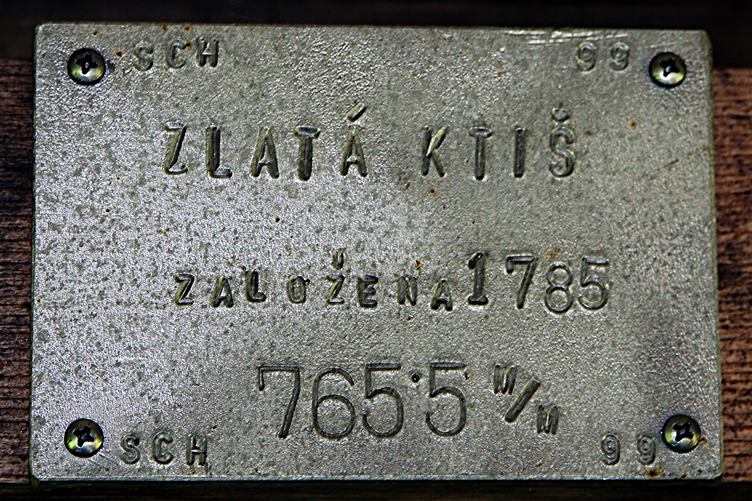 SCH 99
ZLATÁ KTIŠ
ZALOŽENA 1785
765·5 M/M
SCH 99